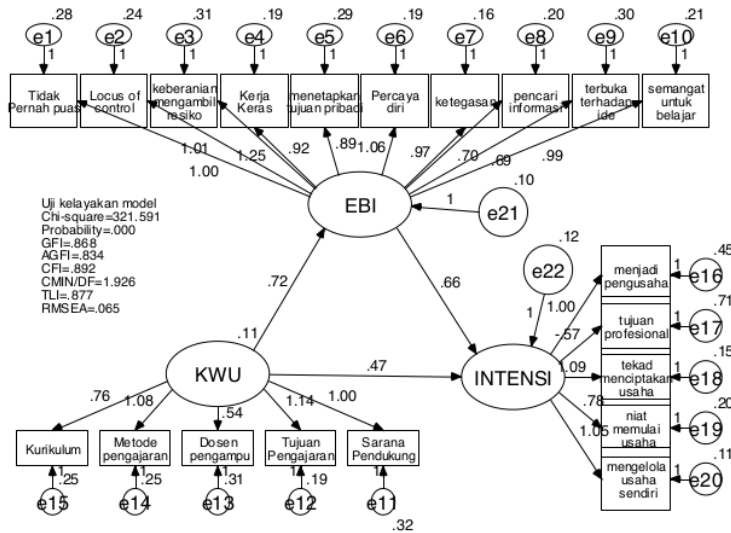 .28 .24 .31 .19 .29 .19 .16 .20 .30 .21
e1 e2 e3 e4 e5 e6 e7 e8 e9 e10
1 1 1 1 1 1 1 1 1 1
Tidak
Pernah puas
Locus of
control
keberanian
mengambil
resiko
Kerja
Keras
menetapkan
tujuan pribadi
Percaya
diri
ketegasan
pencari
informasi
terbuka
terhadap
ide
semangat
untuk
belajar
1.01 1.25 .92 .89 1.06 .97 .70 .69 .99
1.00
EBI
1
e21
.10
Uji kelayakan model
Chi-square=321.591
Probability=.000
GFI=.868
AGFI=.834
CFI=.892
CMIN/DF=1.926
TLI=.877
RMSEA=.065
.72
.66
.12
e22
1
.11
KWU
.47
INTENSI
1.00
-.57
1.09
.78
1.05
menjadi
pengusaha
1
e16
.45
tujuan
profesional
1
e17
.71
tekad
menciptakan
usaha
1
e18
.15
niat
memulai
usaha
1
e19
.20
mengelola
usaha
sendiri
1
e20
.11
.76 1.08 .54 1.14 1.00
Kurikulum
Metode
pengajaran
Dosen
pengampu
Tujuan
Pengajaran
Sarana
Pendukung
1 1 1 1 1
.25 .25 .31 .19
e15 e14 e13 e12 e11
.32